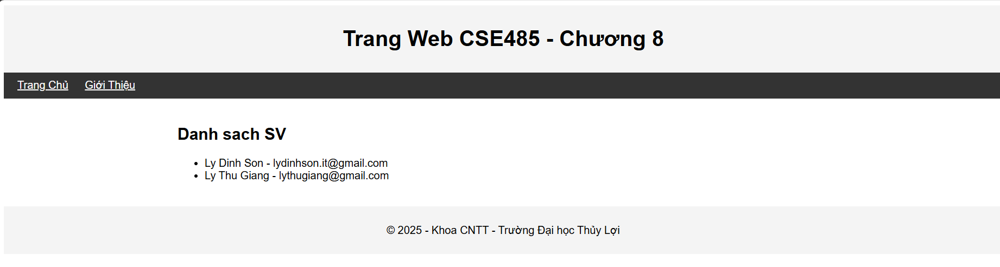 Trang Web CSE485 - Chương 8
Trang Chủ Giới Thiệu
Danh sach SV
• Ly Dinh Son - lydinhson.it@gmail.com
• Ly Thu Giang - lythugiang@gmail.com
© 2025 - Khoa CNTT - Trường Đại học Thủy Lợi